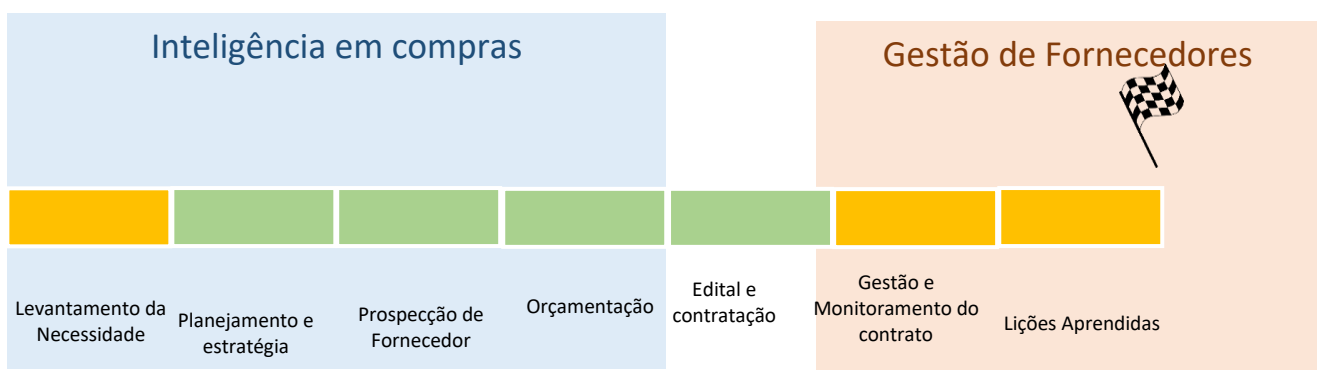 Inteligência em compras
Gestão de Fornecedores
Levantamento da
Necessidade
Planejamento e
estratégia
Prospecção de
Fornecedor
Orçamentação
Edital e
contratação
Gestão e
Monitoramento do
contrato
Lições Aprendidas